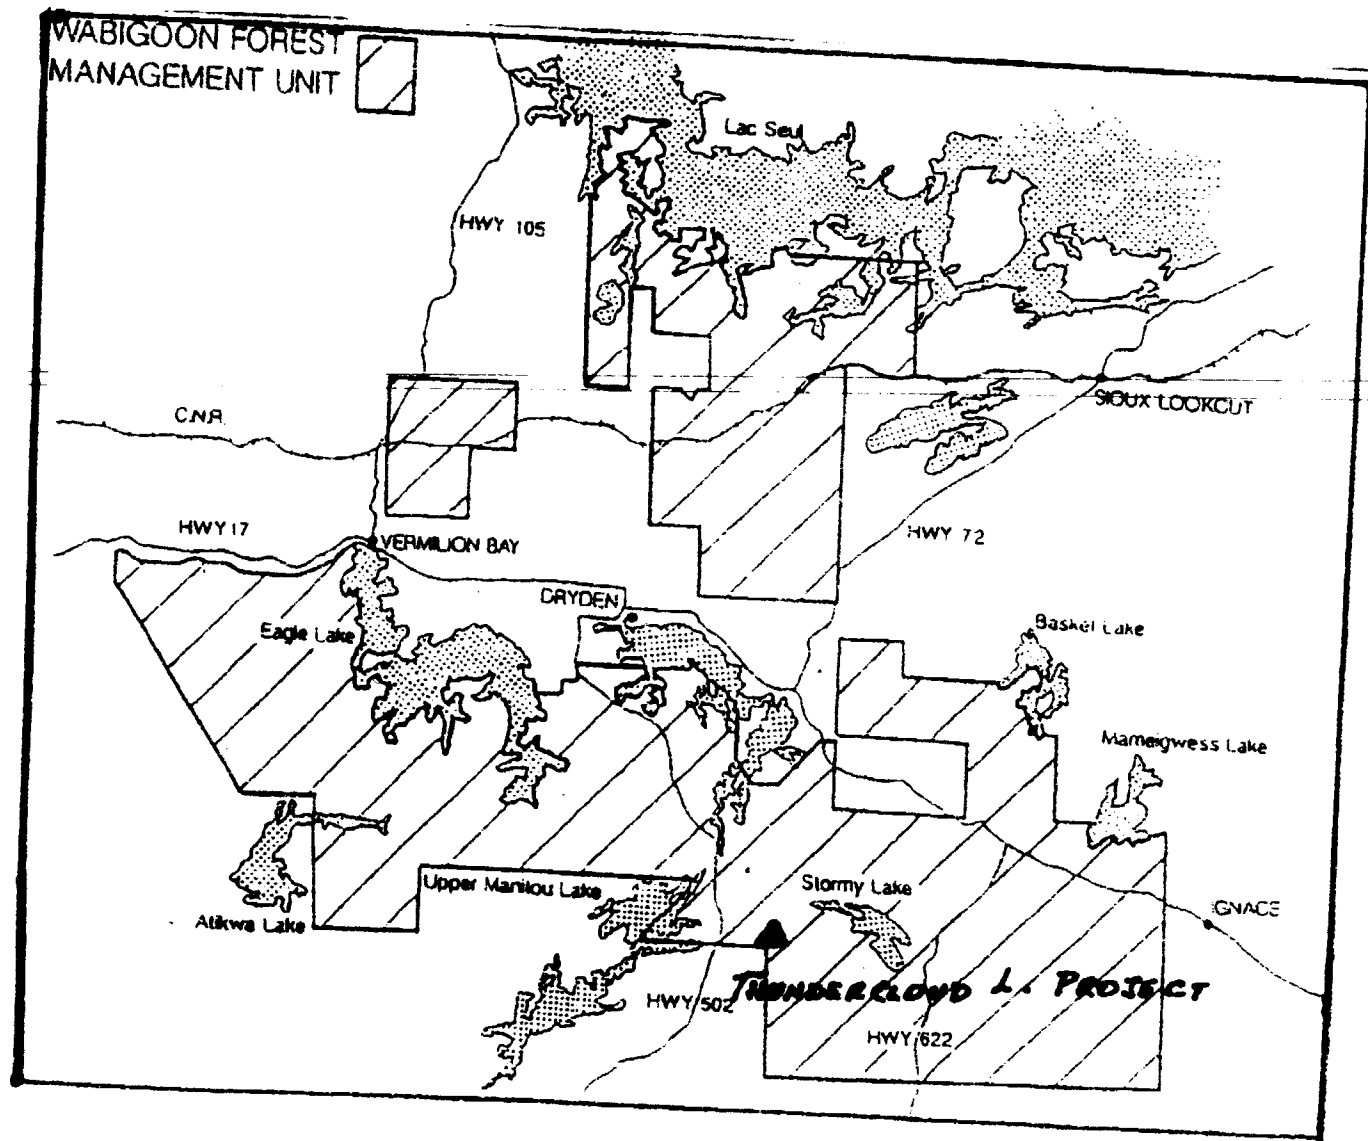 WABIGOON FOREST
MANAGEMENT UNIT
Lac Seul
HWY 105
C.N.R.
SIOUX LOOKOUT
HWY 17
VERMILION BAY
HWY 72
DRYDEN
Eagle Lake
Basket Lake
Mameigwess Lake
Upper Manitou Lake
Stormy Lake
Atikwa Lake
IGNACE
THUNDERCLOUD L. PROJECT
HWY 502
HWY 622